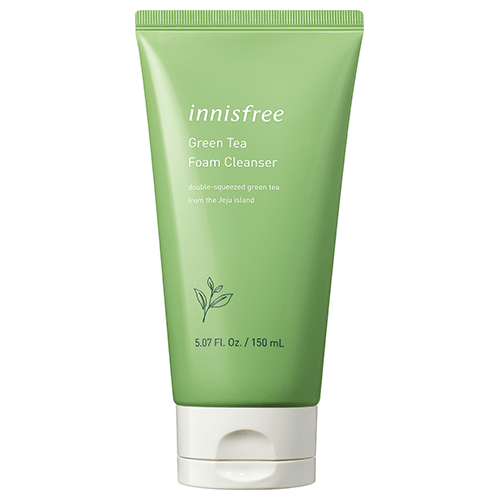 innisfree
Green Tea
Foam Cleanser
double-squeezed green tea
from the Jeju island
5.07 Fl. Oz. / 150 mL